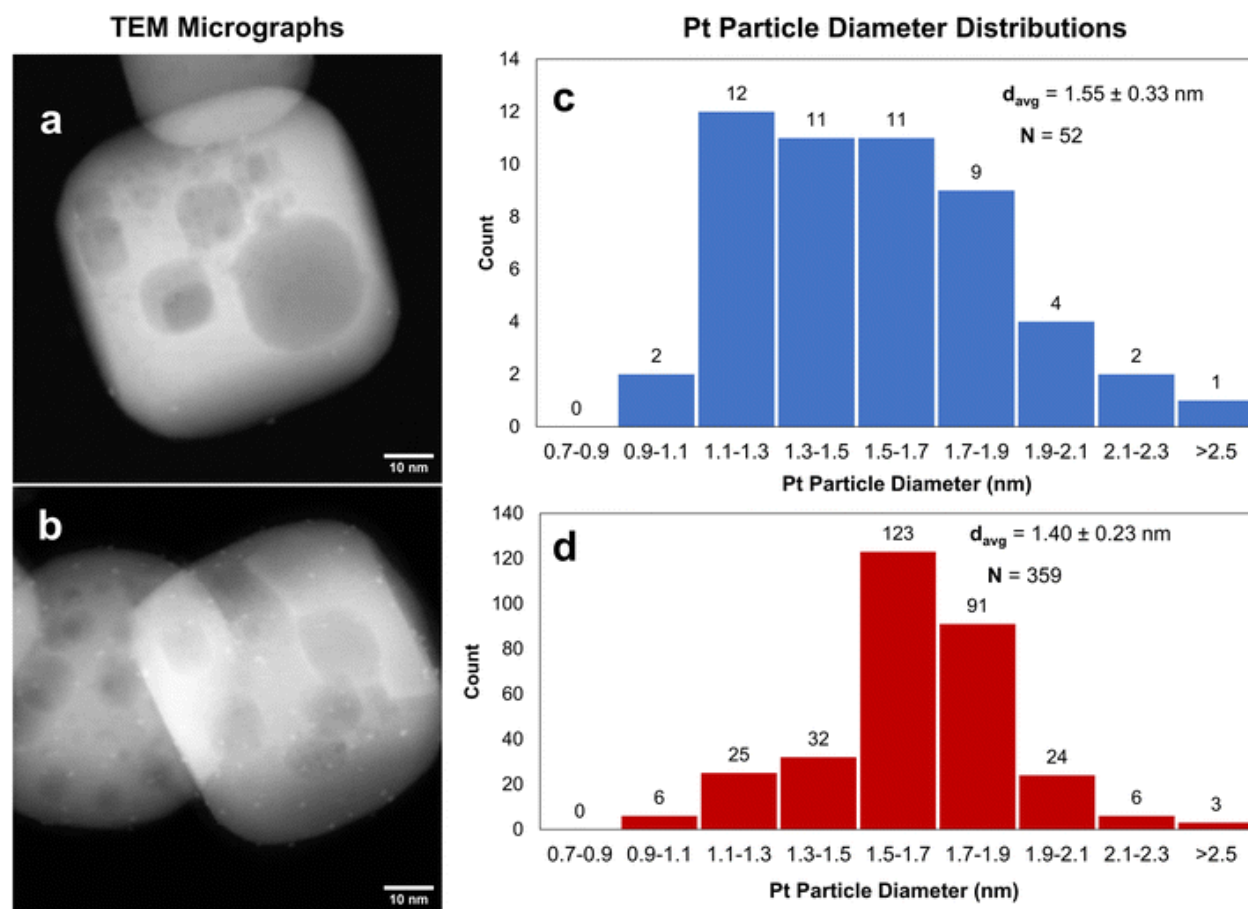 TEM Micrographs
Pt Particle Diameter Distributions
a
10 nm
b
10 nm
c
d_avg = 1.55 ± 0.33 nm
N = 52
Count
14
12
10
8
6
4
2
0
0
2
12
11
11
9
4
2
1
0.7-0.9 0.9-1.1 1.1-1.3 1.3-1.5 1.5-1.7 1.7-1.9 1.9-2.1 2.1-2.3 >2.5
Pt Particle Diameter (nm)
d
d_avg = 1.40 ± 0.23 nm
N = 359
Count
140
120
100
80
60
40
20
0
0
6
25
32
123
91
24
6
3
0.7-0.9 0.9-1.1 1.1-1.3 1.3-1.5 1.5-1.7 1.7-1.9 1.9-2.1 2.1-2.3 >2.5
Pt Particle Diameter (nm)